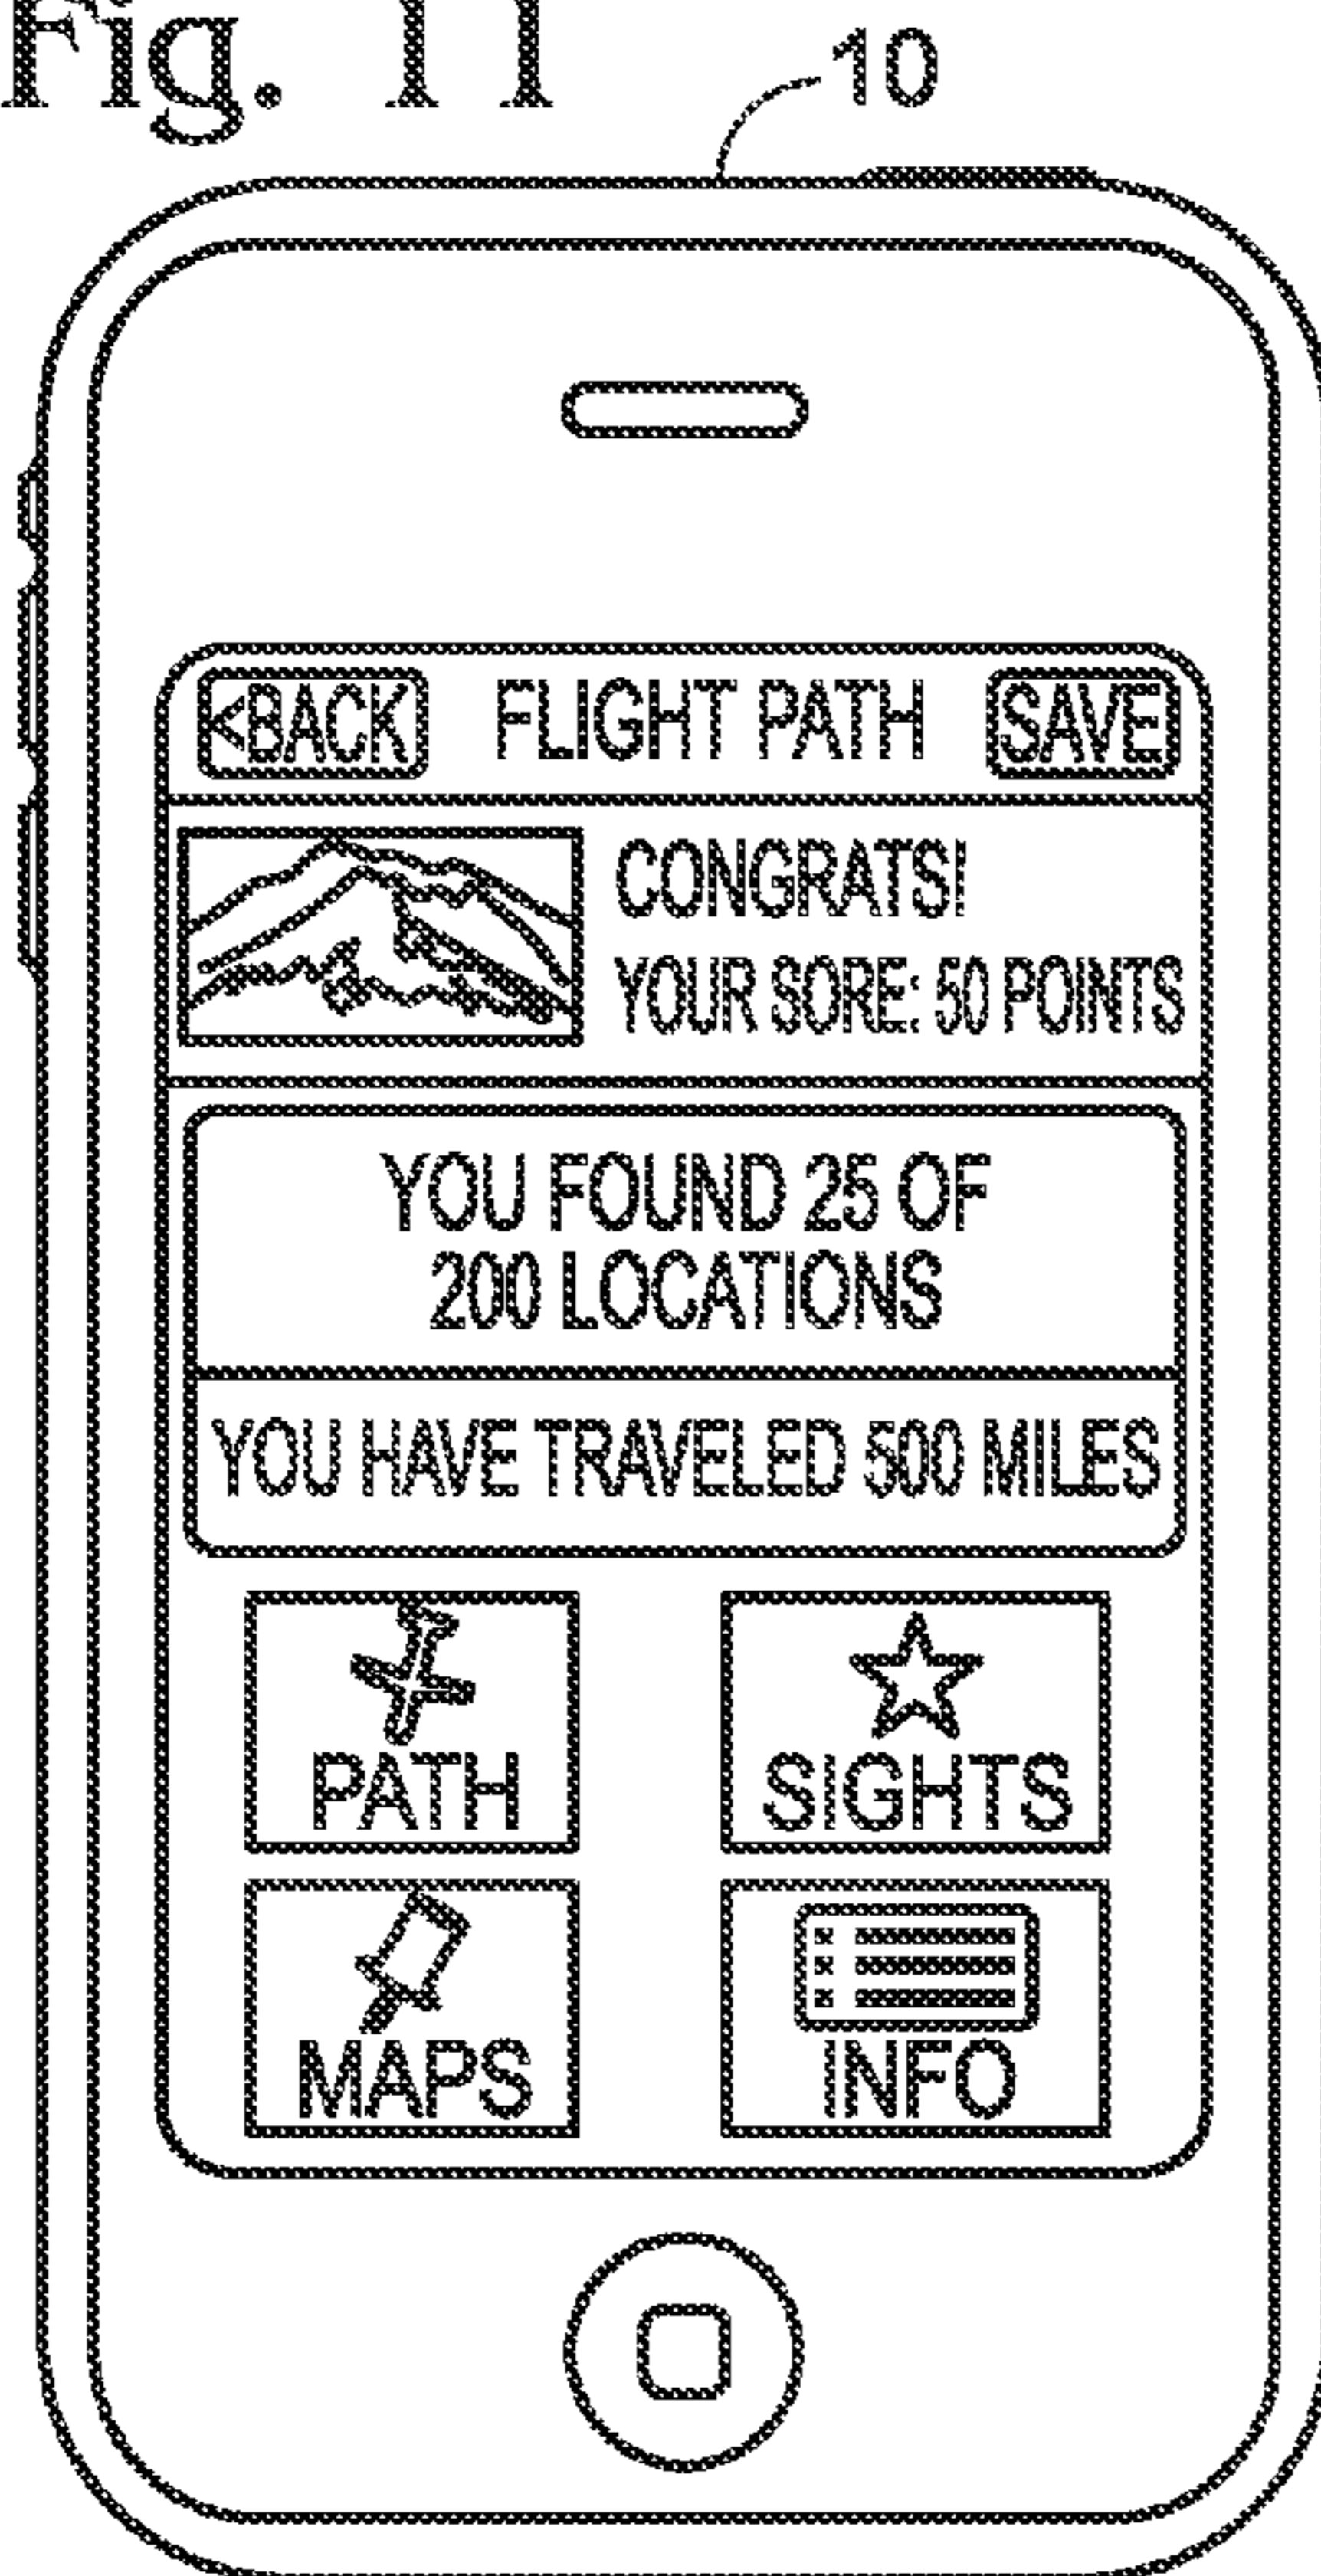 Fig. 11
10
<BACK FLIGHT PATH SAVE
CONGRATS!
YOUR SORE: 50 POINTS
YOU FOUND 25 OF
200 LOCATIONS
YOU HAVE TRAVELED 500 MILES
PATH SIGHTS
MAPS INFO